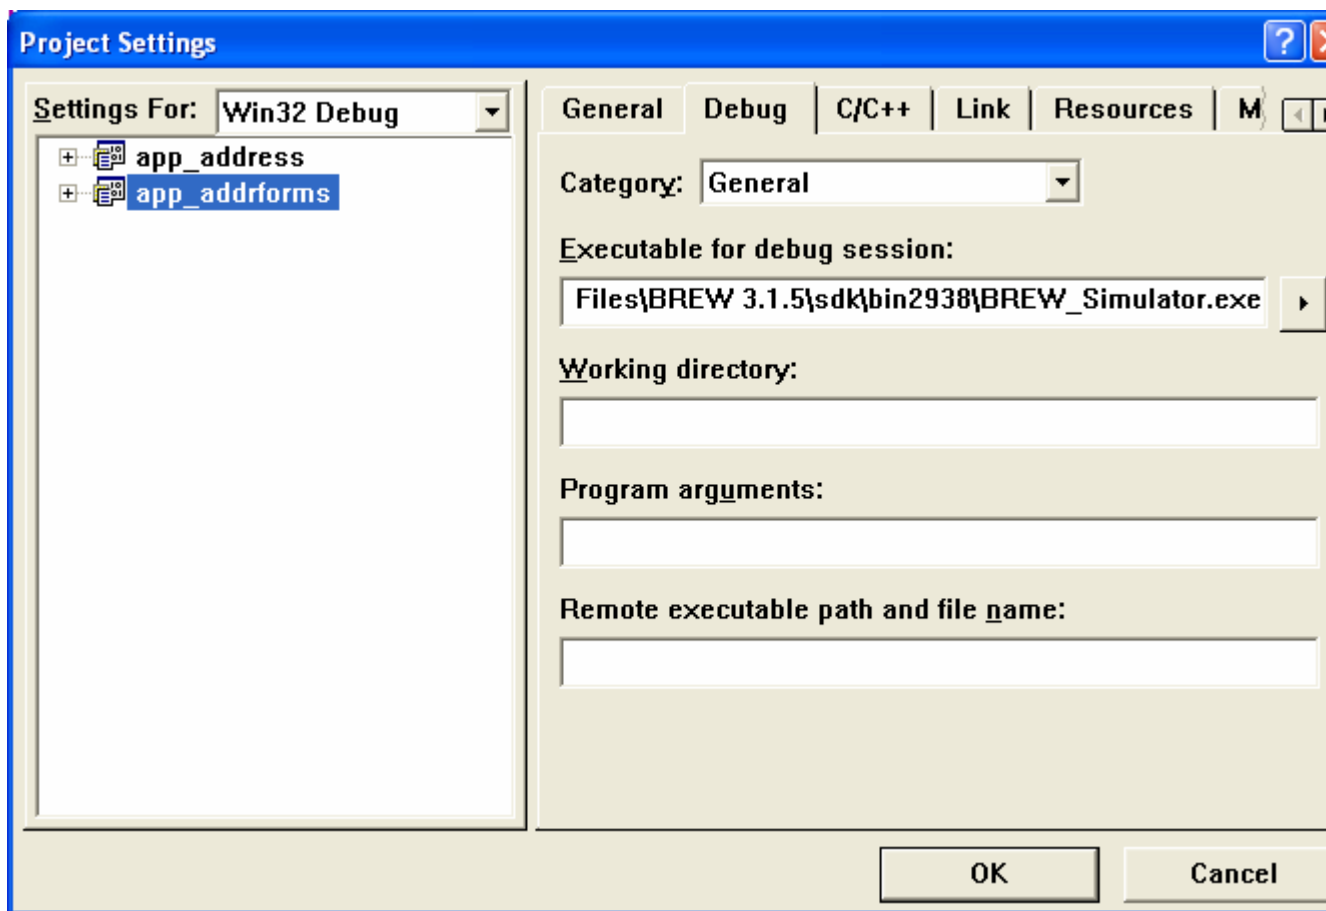 Project Settings
Settings For: Win32 Debug
app_address
app_addrforms
General Debug C/C++ Link Resources M
Category: General
Executable for debug session:
Files\BREW 3.1.5\sdk\bin2938\BREW_Simulator.exe
Working directory:
Program arguments:
Remote executable path and file name:
OK Cancel